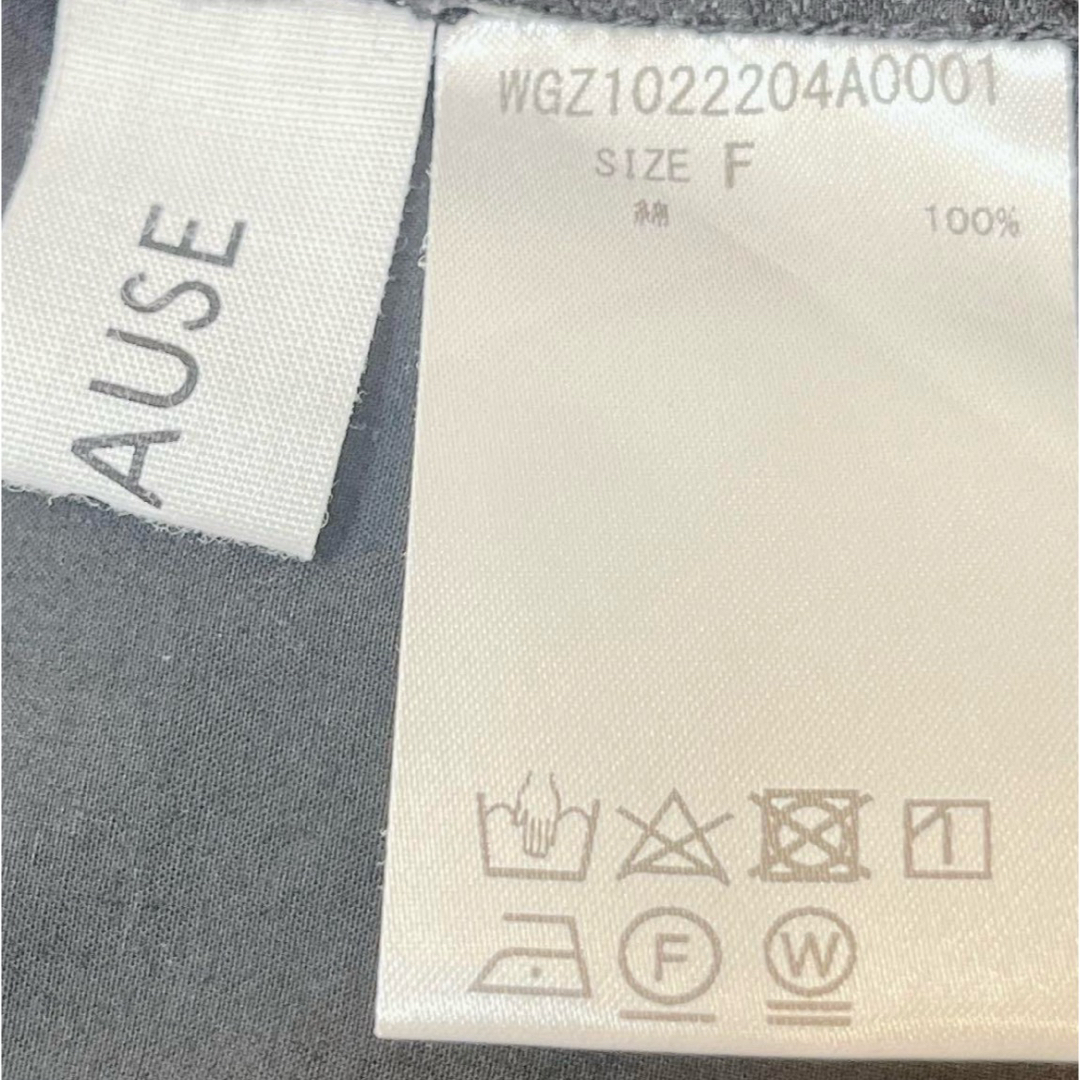 AUSE
WGZ1022204A0001
SIZE F
綿 100%
F W